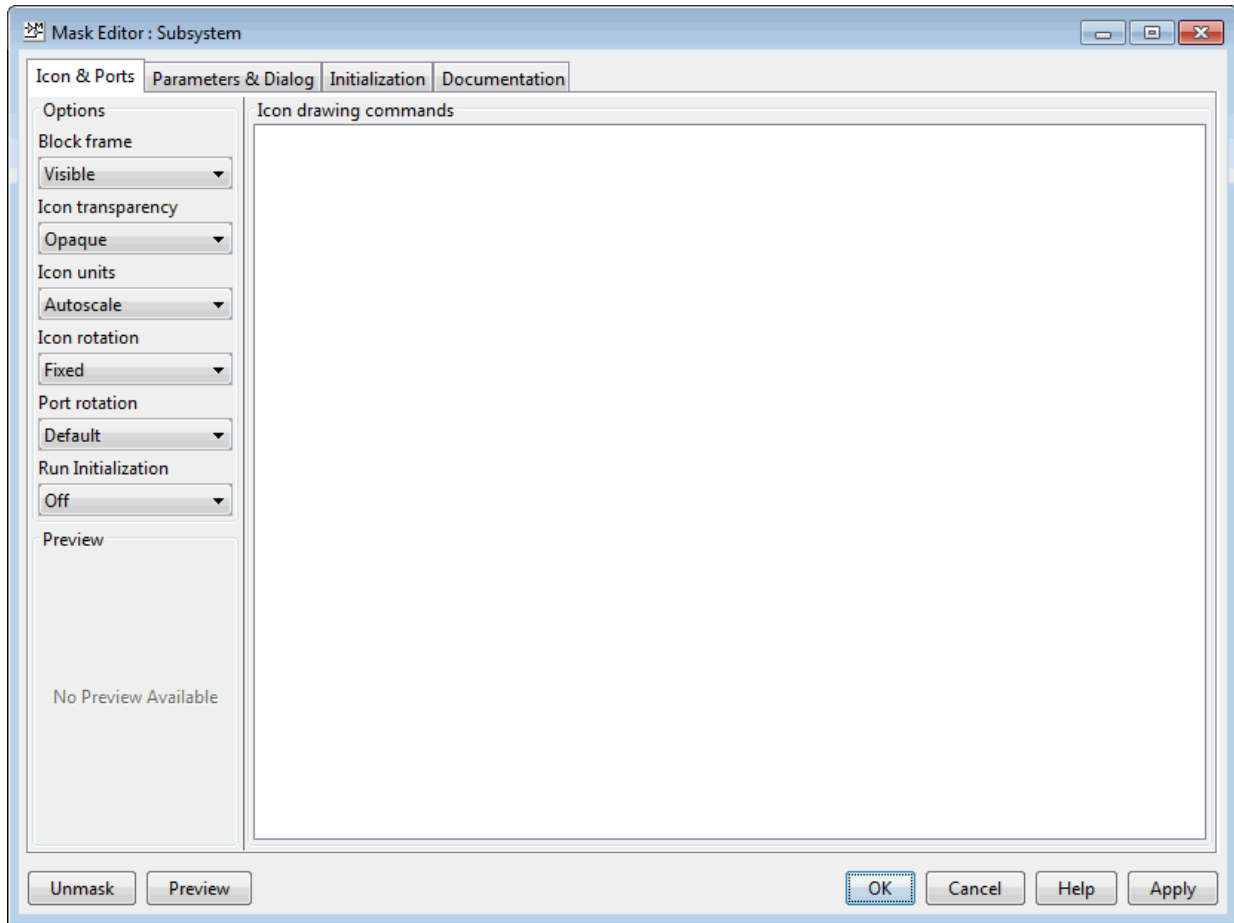 Mask Editor : Subsystem
Icon & Ports Parameters & Dialog Initialization Documentation
Options
Block frame
Visible
Icon transparency
Opaque
Icon units
Autoscale
Icon rotation
Fixed
Port rotation
Default
Run Initialization
Off
Preview
No Preview Available
Icon drawing commands
Unmask Preview OK Cancel Help Apply